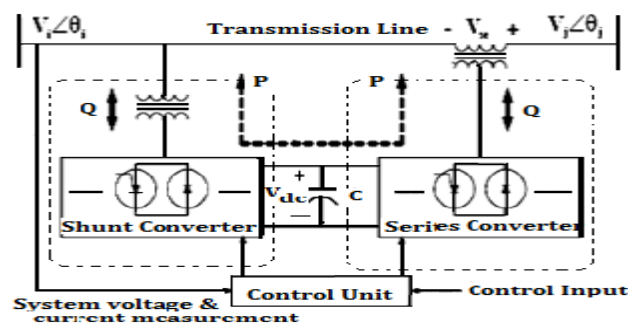 Vᵢ∠θᵢ Transmission Line - Vse + Vⱼ∠θⱼ
P P
Q Q
+
Vdc C
−
Shunt Converter Series Converter
Control Unit Control Input
System voltage &
current measurement